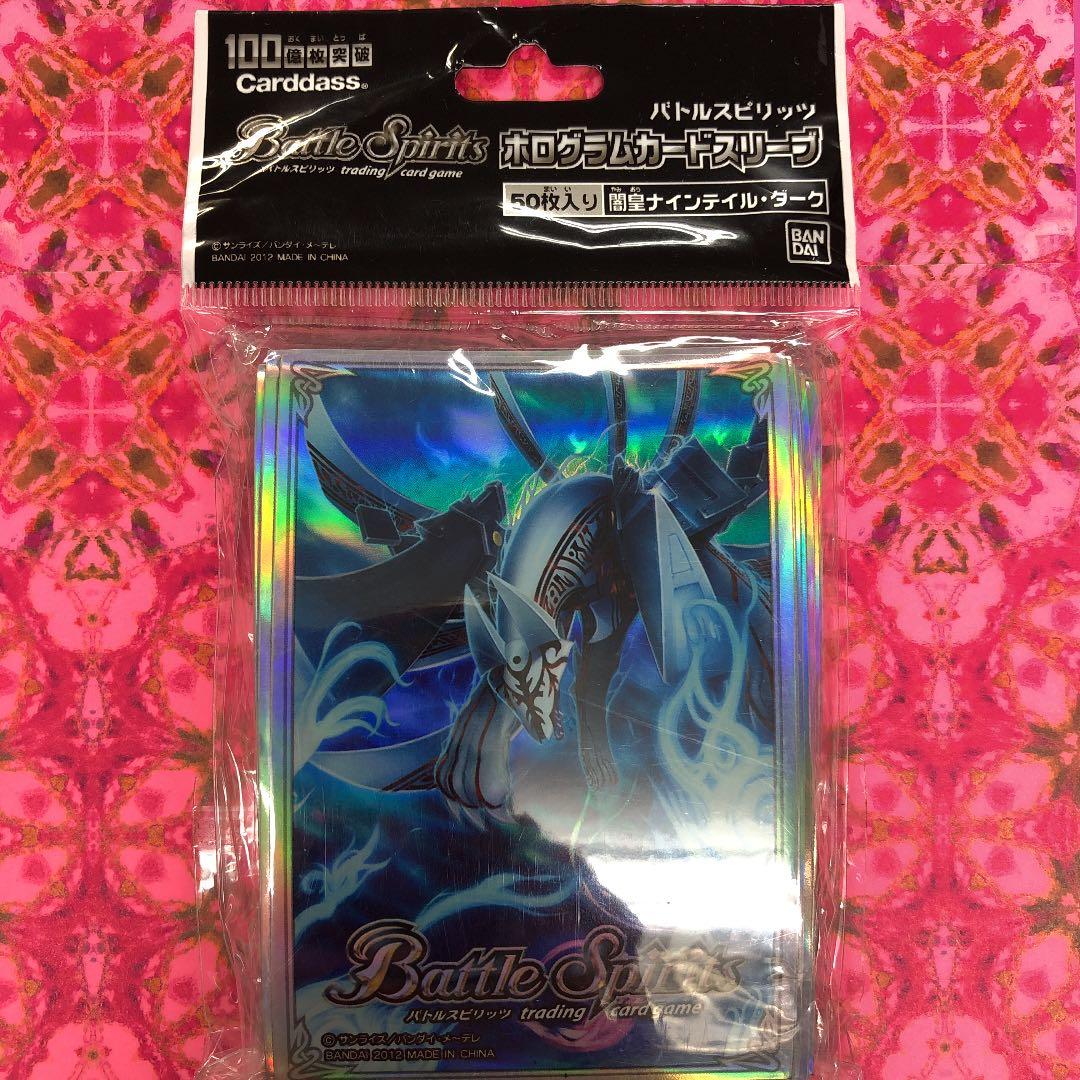 おく まい とっ ぱ
100億枚突破
Carddass®
Battle Spirits
バトルスピリッツ trading card game
バトルスピリッツ
ホログラムカードスリーブ
まい い
50枚入り
やみ おう
闇皇ナインテイル・ダーク
BAN
DAI
©サンライズ/バンダイ・メ~テレ
BANDAI 2012 MADE IN CHINA
Battle Spirits
バトルスピリッツ trading card game
©サンライズ/バンダイ・メ~テレ
BANDAI 2012 MADE IN CHINA